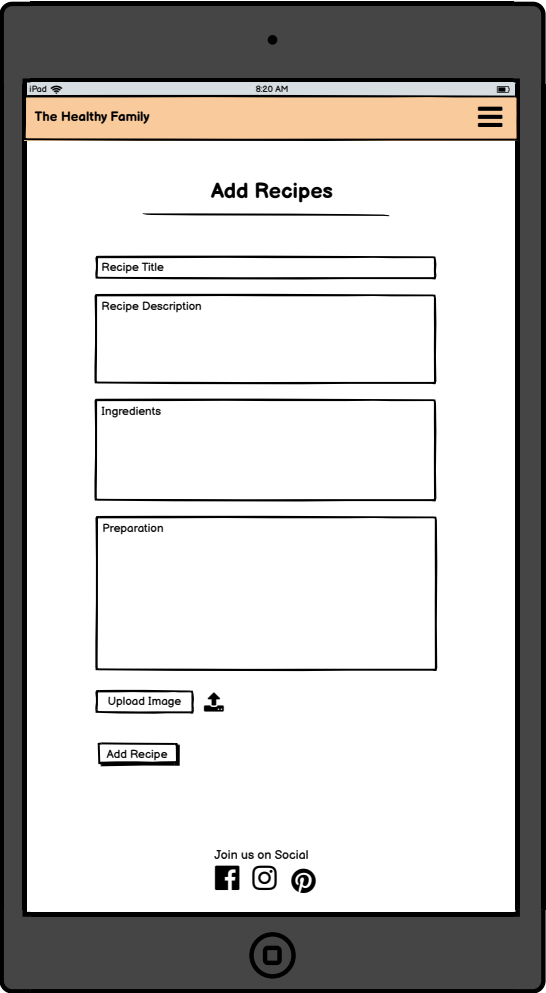 iPad 8:20 AM
The Healthy Family
Add Recipes
Recipe Title
Recipe Description
Ingredients
Preparation
Upload Image
Add Recipe
Join us on Social